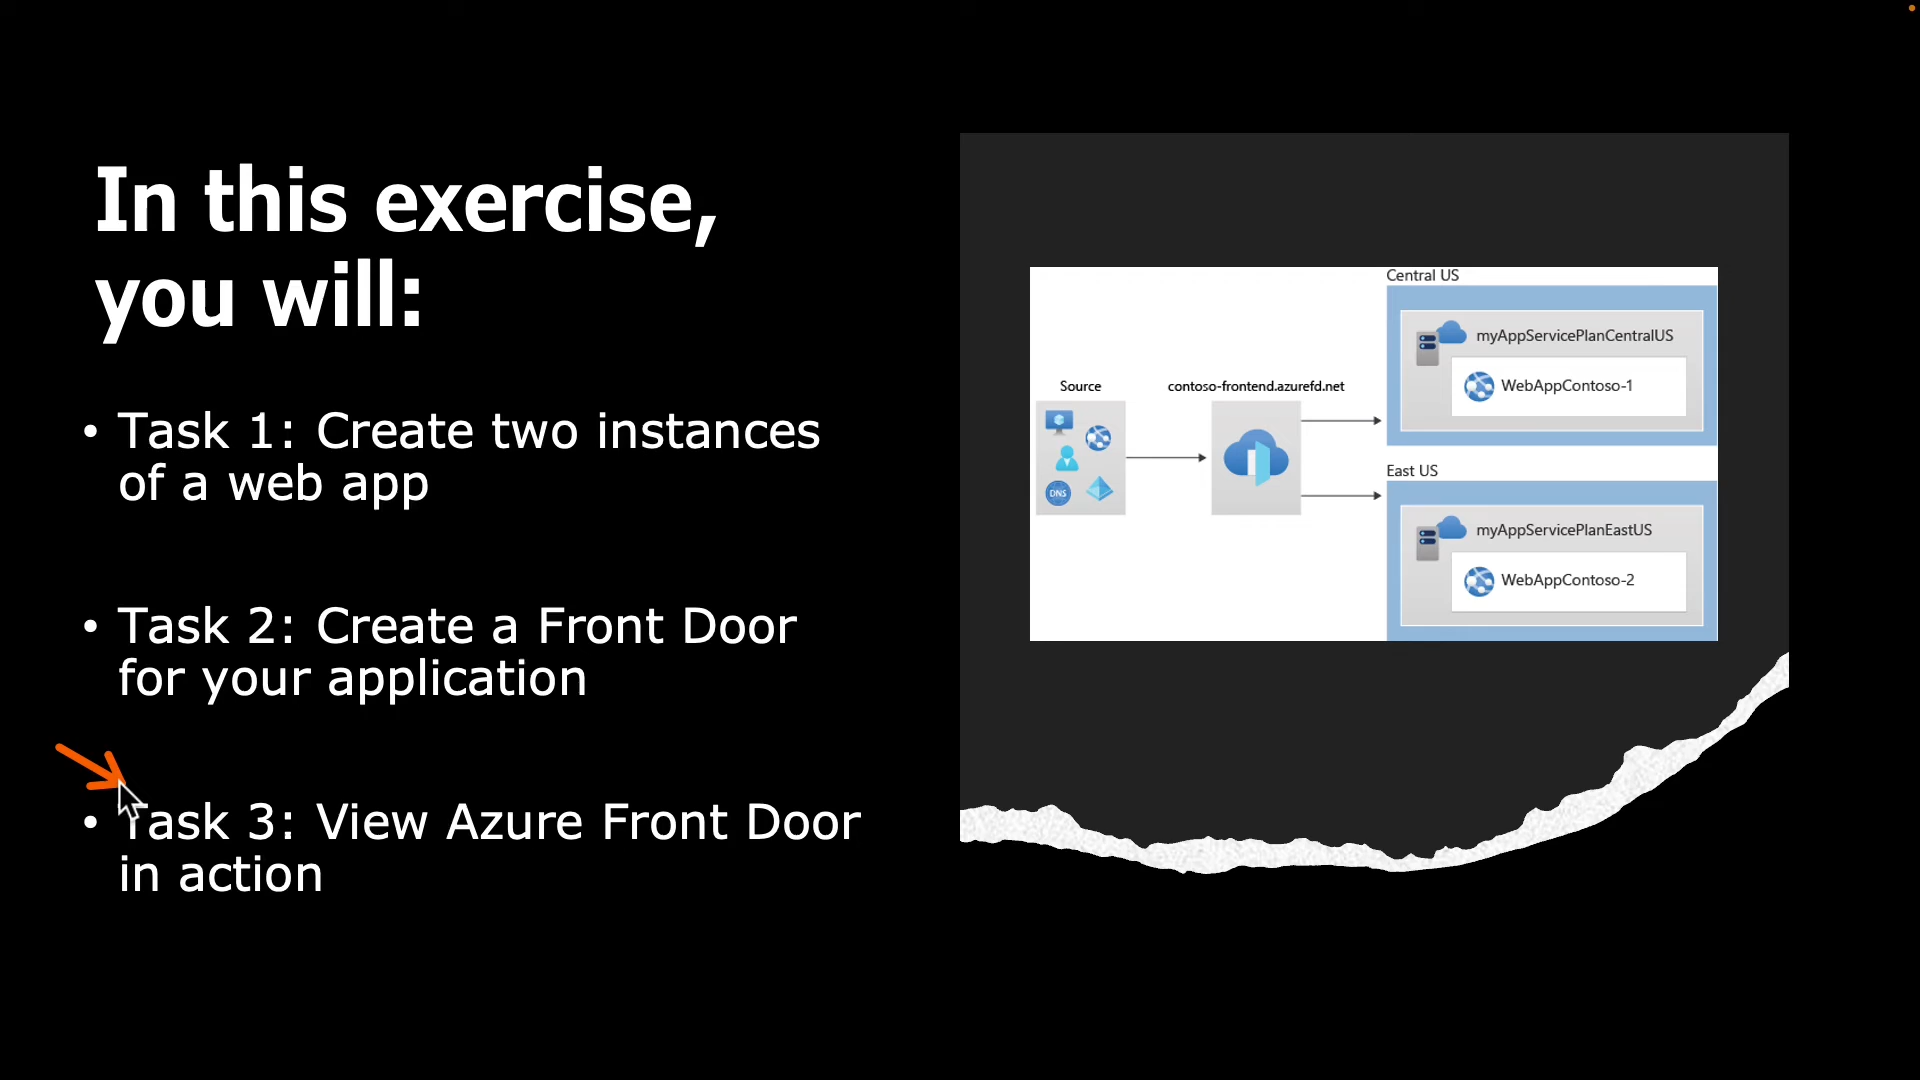 In this exercise,
you will:
• Task 1: Create two instances
of a web app
• Task 2: Create a Front Door
for your application
• Task 3: View Azure Front Door
in action
Source
DNS
contoso-frontend.azurefd.net
Central US
myAppServicePlanCentralUS
WebAppContoso-1
East US
myAppServicePlanEastUS
WebAppContoso-2